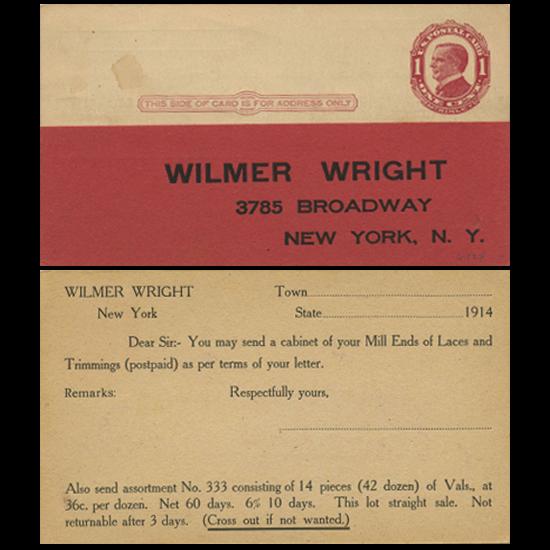 U.S. POSTAL CARD
1 1
ONE CENT
THIS SIDE OF CARD IS FOR ADDRESS ONLY
WILMER WRIGHT
3785 BROADWAY
NEW YORK, N. Y.
WILMER WRIGHT Town
New York State 1914
Dear Sir:- You may send a cabinet of your Mill Ends of Laces and
Trimmings (postpaid) as per terms of your letter.
Remarks: Respectfully yours,
Also send assortment No. 333 consisting of 14 pieces (42 dozen) of Vals., at
36c. per dozen. Net 60 days. 6% 10 days. This lot straight sale. Not
returnable after 3 days. (Cross out if not wanted.)